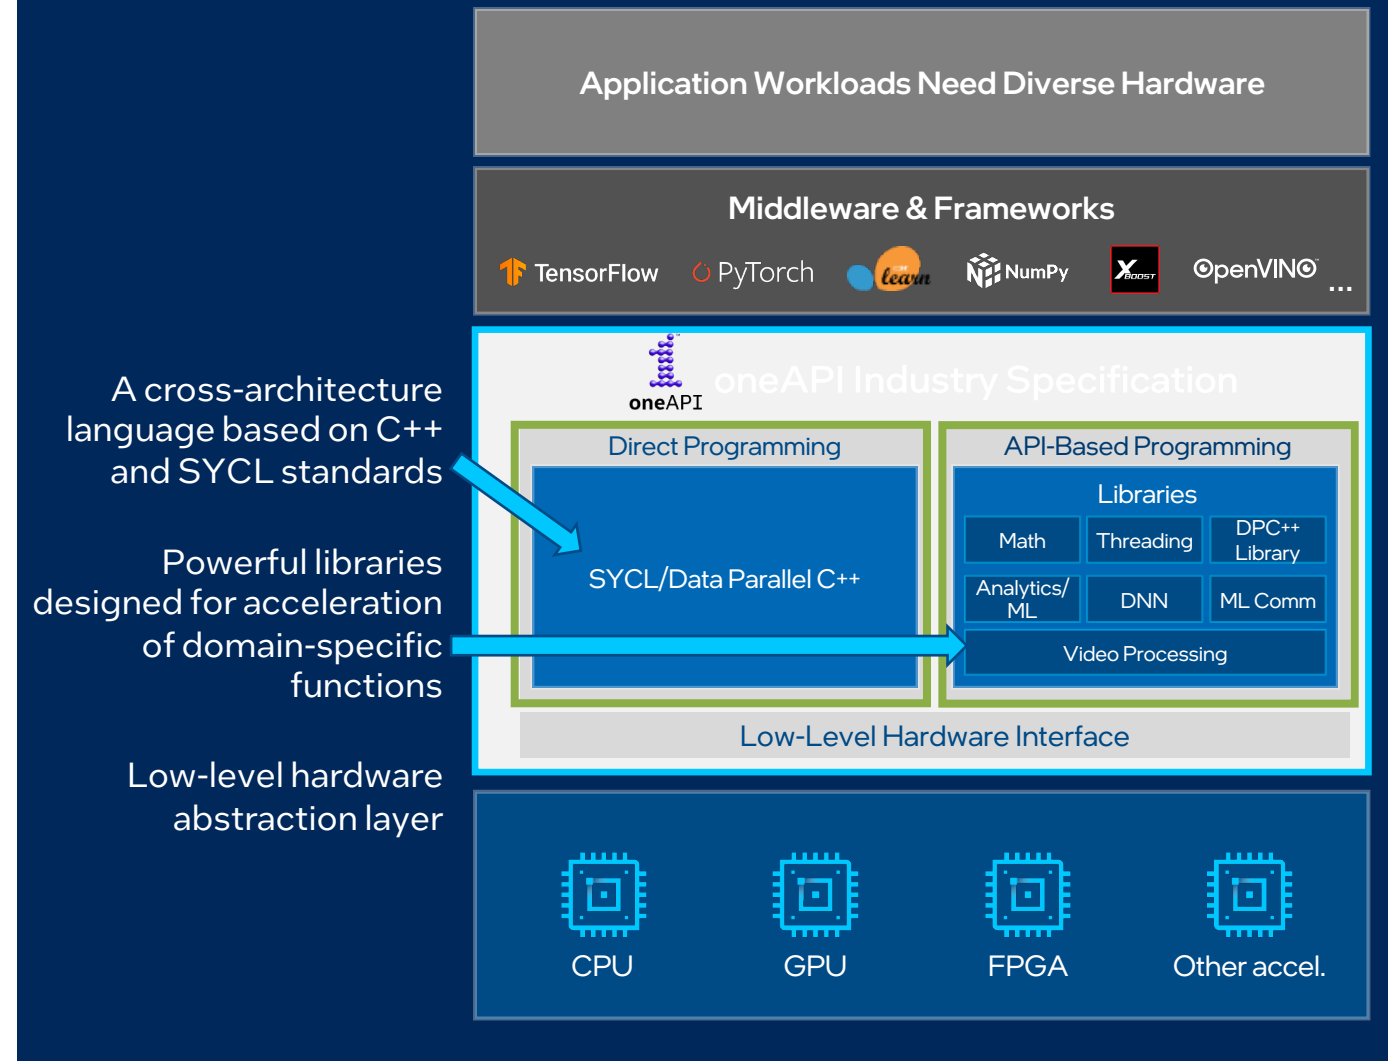 Application Workloads Need Diverse Hardware
Middleware & Frameworks
TensorFlow
PyTorch
learn
NumPy
XBOOST
OpenVINO
...
oneAPI
oneAPI Industry Specification
A cross-architecture
language based on C++
and SYCL standards
Direct Programming
SYCL/Data Parallel C++
API-Based Programming
Libraries
Math
Threading
DPC++
Library
Analytics/
ML
DNN
ML Comm
Video Processing
Powerful libraries
designed for acceleration
of domain-specific
functions
Low-Level Hardware Interface
Low-level hardware
abstraction layer
CPU
GPU
FPGA
Other accel.